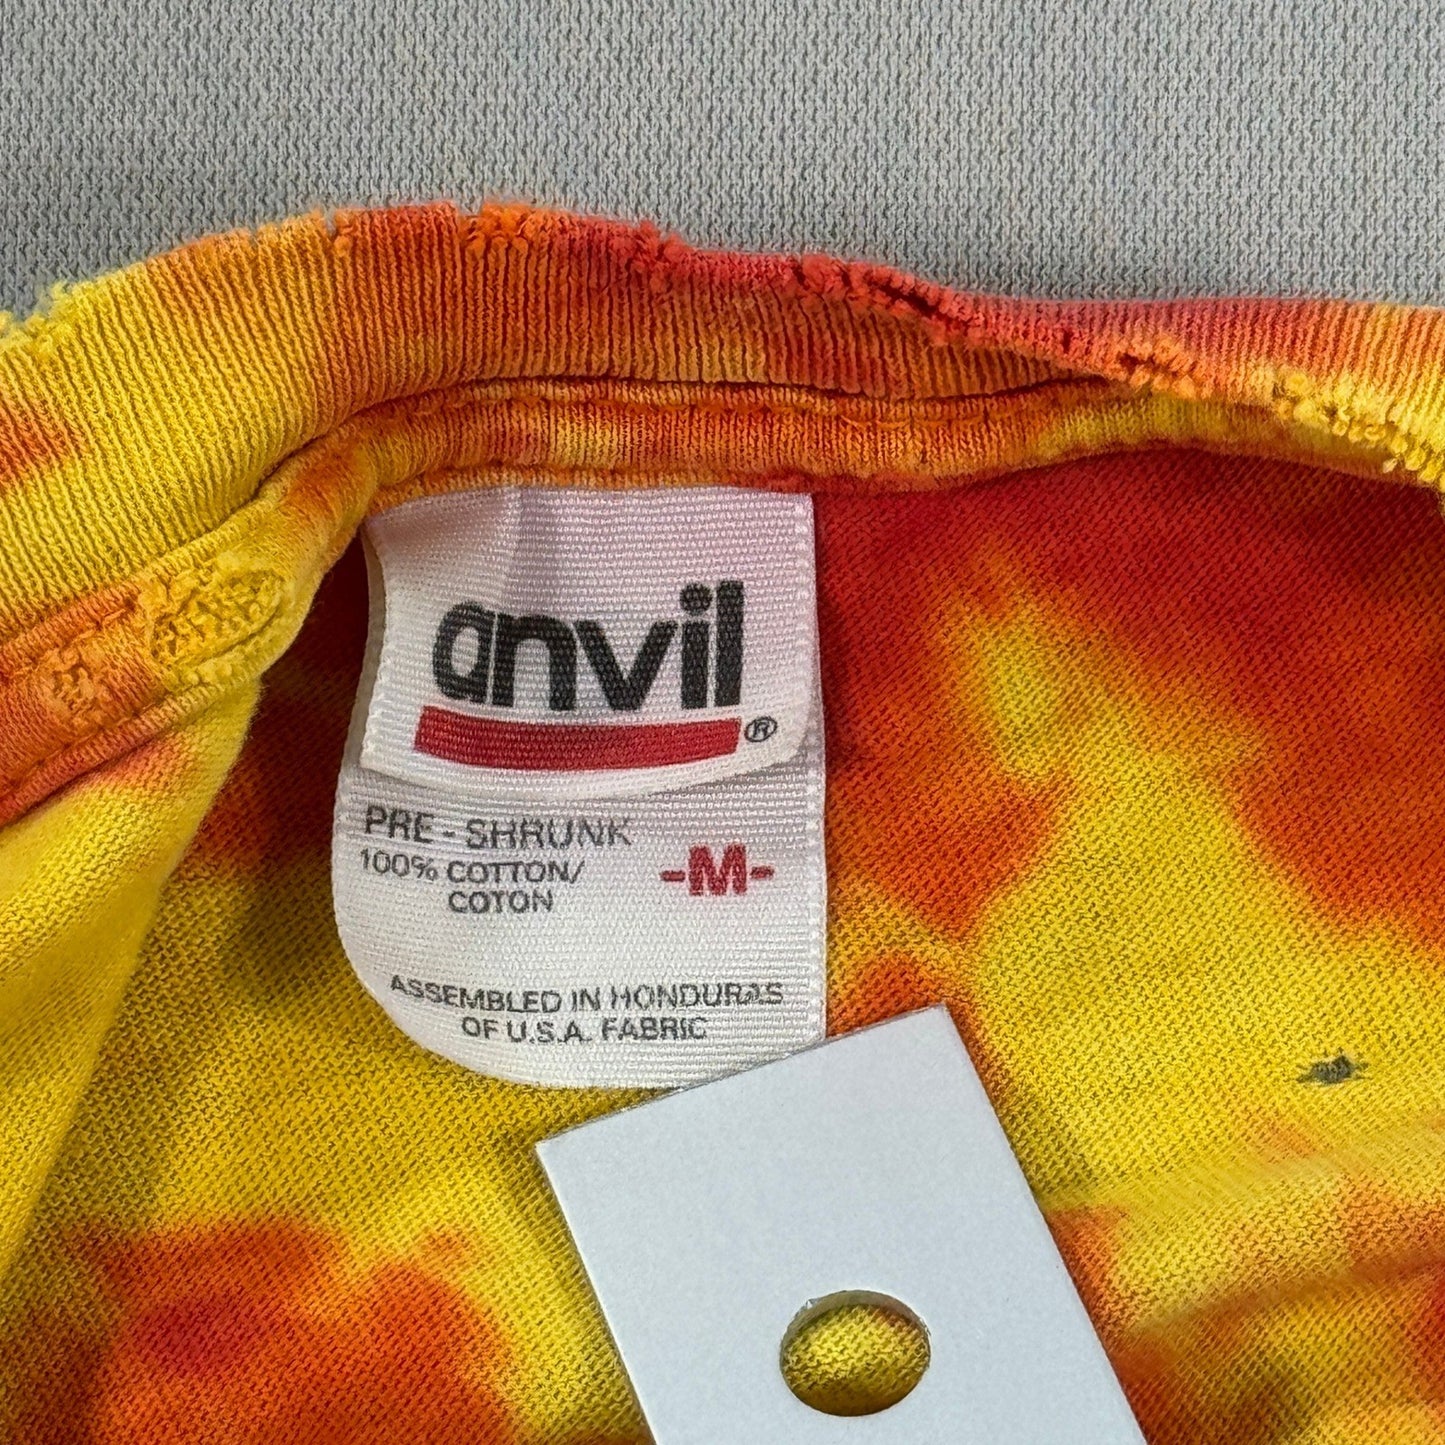 anvil®
PRE-SHRUNK
100% COTTON/
COTON
-M-
ASSEMBLED IN HONDURAS
OF U.S.A. FABRIC